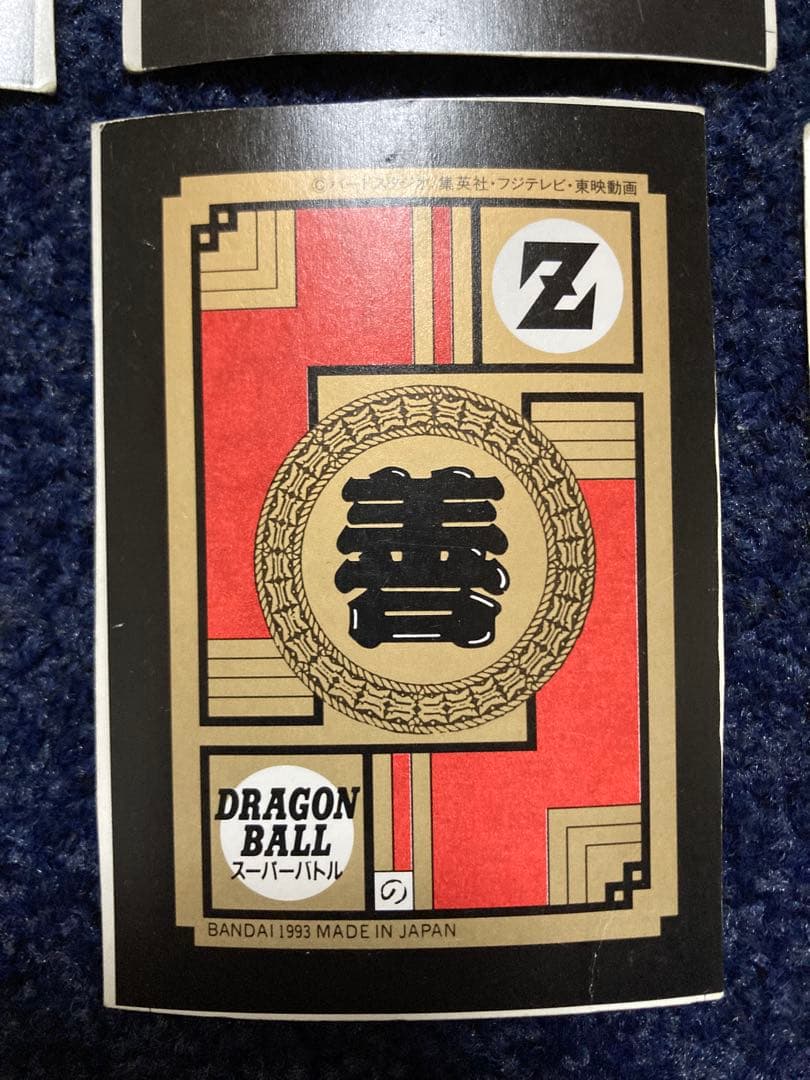 ©バードスタジオ/集英社・フジテレビ・東映動画
Z
善
DRAGON
BALL
スーパーバトル
の
BANDAI 1993 MADE IN JAPAN